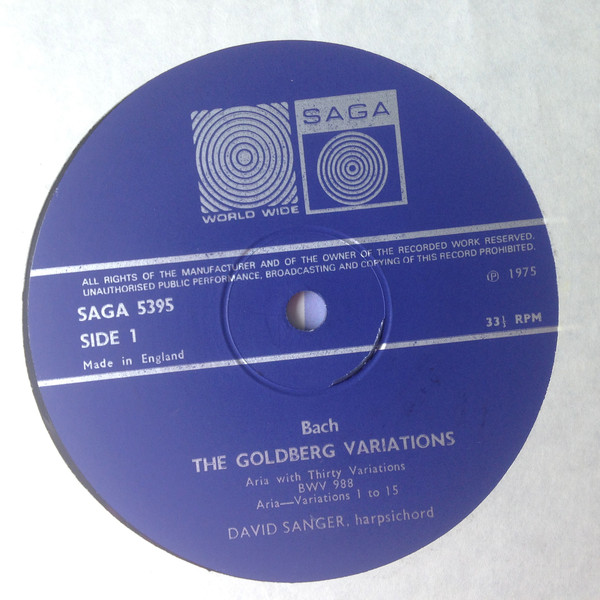 SAGA
WORLD WIDE
ALL RIGHTS OF THE MANUFACTURER AND OF THE OWNER OF THE RECORDED WORK RESERVED.
UNAUTHORISED PUBLIC PERFORMANCE, BROADCASTING AND COPYING OF THIS RECORD PROHIBITED.
SAGA 5395
℗ 1975
SIDE 1
33⅓ RPM
Made in England
Bach
THE GOLDBERG VARIATIONS
Aria with Thirty Variations
BWV 988
Aria—Variations 1 to 15
DAVID SANGER, harpsichord